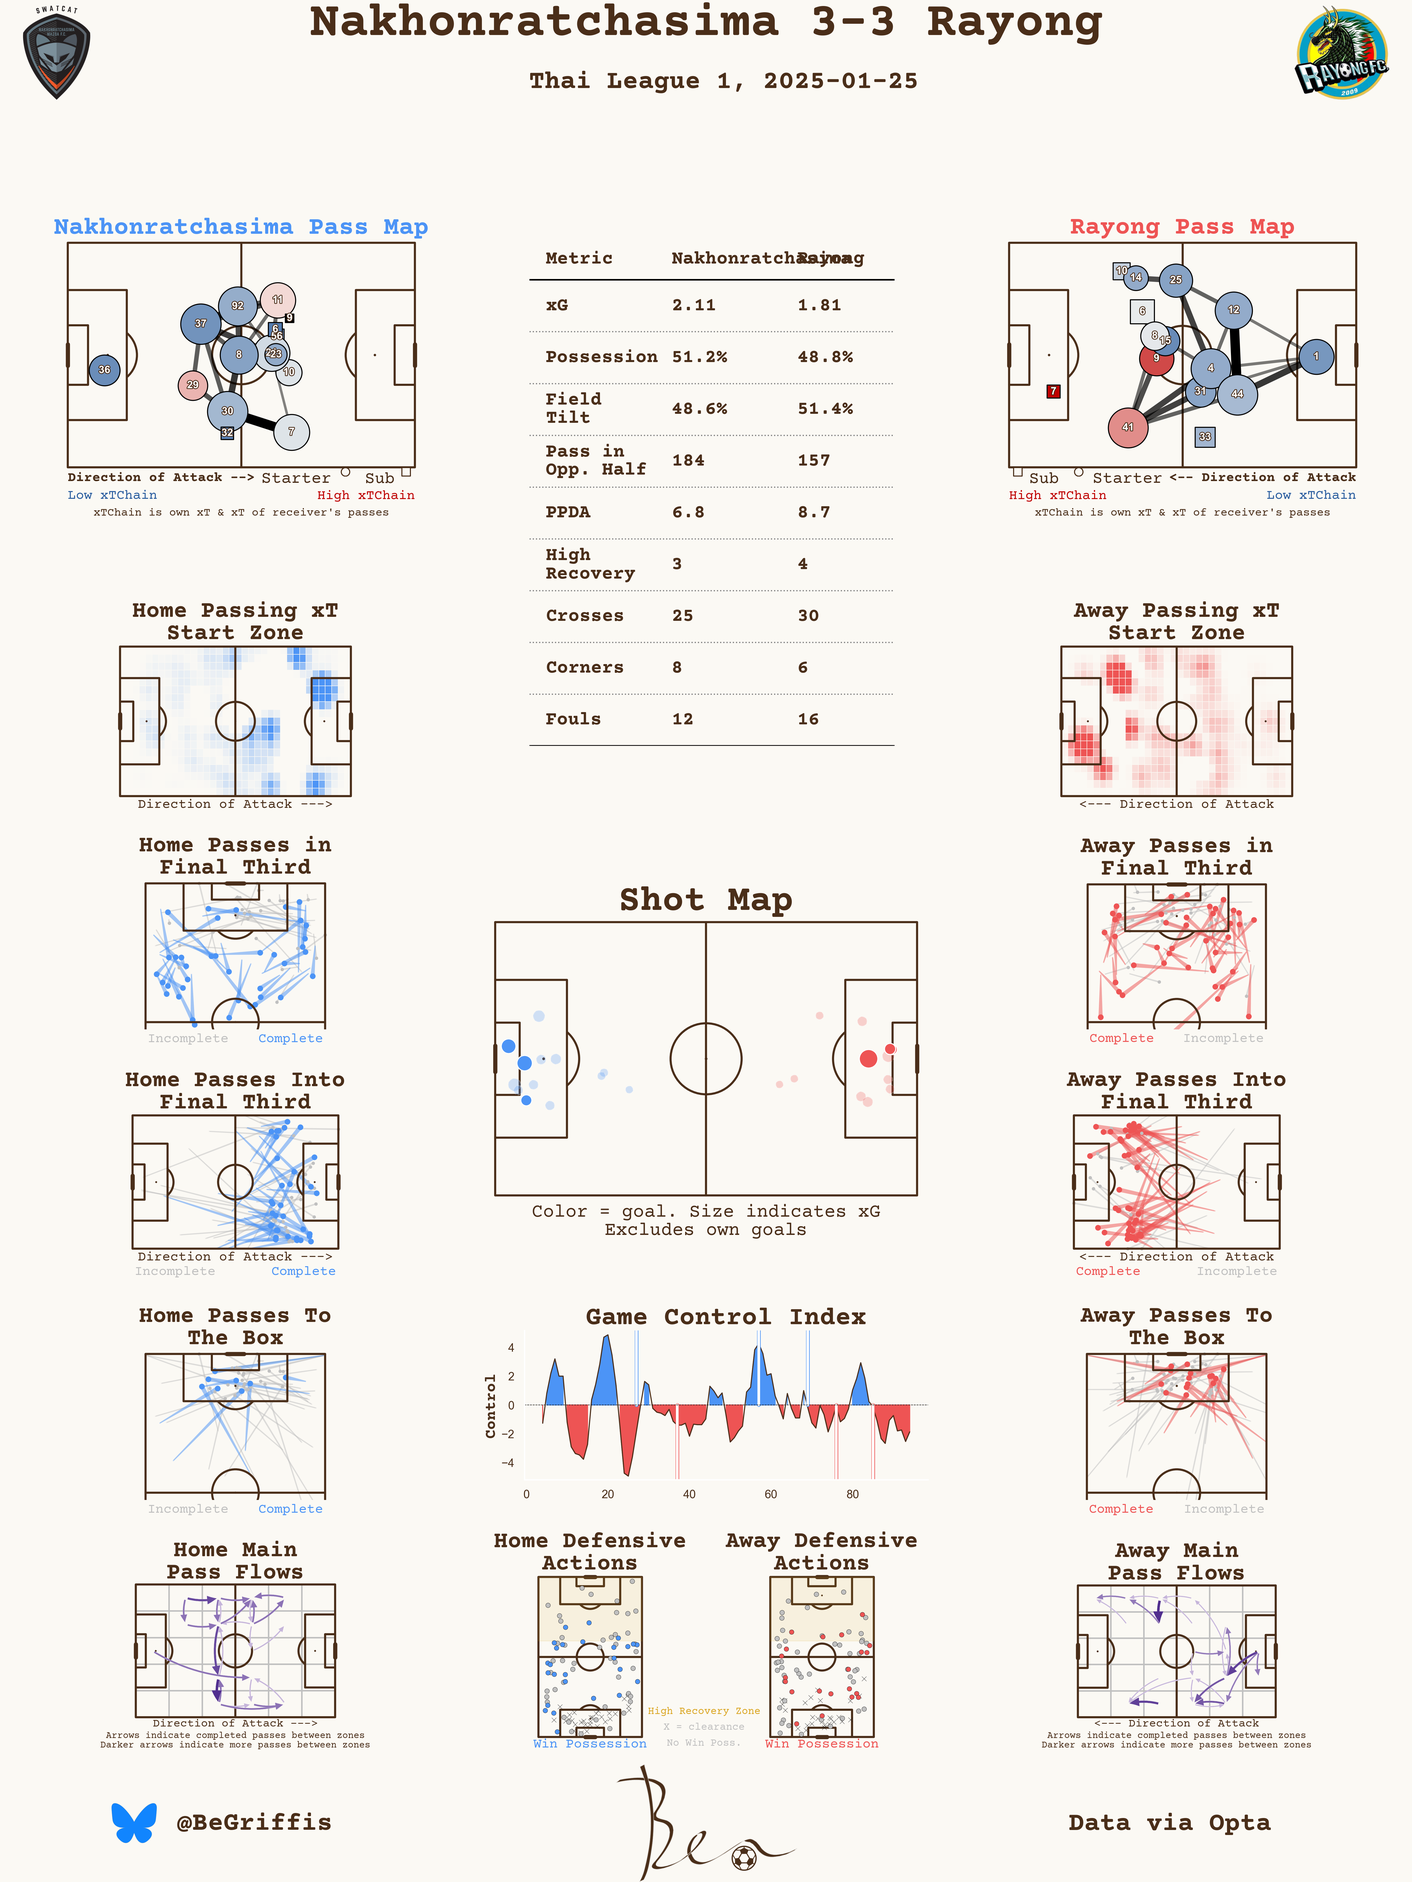 SWATCAT
Nakhonratchasima 3-3 Rayong
RAYONG FC
2009
Thai League 1, 2025-01-25
Nakhonratchasima Pass Map
92
11
9
37
6
56
8
23
36
10
29
30
32
7
Direction of Attack --> Starter Sub
Low xTChain High xTChain
xTChain is own xT & xT of receiver's passes
Metric Nakhonratchasima Rayong
xG 2.11 1.81
Possession 51.2% 48.8%
Field
Tilt
48.6% 51.4%
Pass in
Opp. Half
184 157
PPDA 6.8 8.7
High
Recovery
3 4
Crosses 25 30
Corners 8 6
Fouls 12 16
Rayong Pass Map
10
14
25
6
12
8
15
1
9
4
7
31
44
41
33
Sub Starter <-- Direction of Attack
High xTChain Low xTChain
xTChain is own xT & xT of receiver's passes
Home Passing xT
Start Zone
Direction of Attack --->
Away Passing xT
Start Zone
<--- Direction of Attack
Home Passes in
Final Third
Incomplete Complete
Away Passes in
Final Third
Complete Incomplete
Shot Map
Color = goal. Size indicates xG
Excludes own goals
Home Passes Into
Final Third
Direction of Attack --->
Incomplete Complete
Away Passes Into
Final Third
<--- Direction of Attack
Complete Incomplete
Game Control Index
Control
4
2
0
−2
−4
0 20 40 60 80
Home Passes To
The Box
Incomplete Complete
Away Passes To
The Box
Complete Incomplete
Home Main
Pass Flows
Direction of Attack --->
Arrows indicate completed passes between zones
Darker arrows indicate more passes between zones
Home Defensive
Actions
Win Possession
Away Defensive
Actions
Win Possession
High Recovery Zone
X = clearance
No Win Poss.
Away Main
Pass Flows
<--- Direction of Attack
Arrows indicate completed passes between zones
Darker arrows indicate more passes between zones
@BeGriffis
Ben
Data via Opta